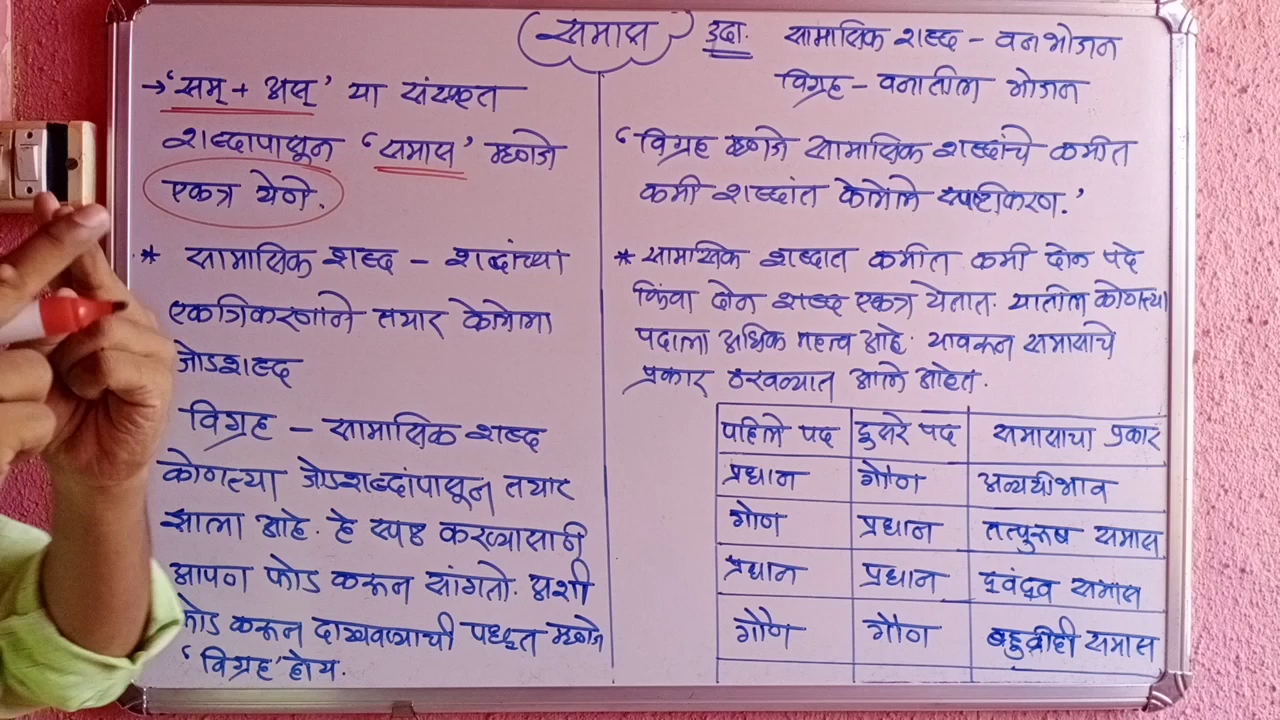 समास
→ 'सम् + अस्' या संस्कृत
शब्दापासून 'समास' म्हणजे
एकत्र येणे.
* सामासिक शब्द – शब्दांच्या
एकत्रिकरणाने तयार केलेला
जोडशब्द
विग्रह – सामासिक शब्द
कोणत्या जोडशब्दांपासून तयार
झाला आहे. हे स्पष्ट करण्यासाठी
आपण फोड करून सांगतो. अशी
फोड करून दाखवण्याची पध्दत म्हणजे
'विग्रह' होय.
उदा. सामासिक शब्द – वनभोजन
विग्रह – वनातील भोजन
'विग्रह म्हणजे सामासिक शब्दांचे कमीत
कमी शब्दांत केलेले स्पष्टीकरण.'
* सामासिक शब्दात कमीत कमी दोन पदे
किंवा दोन शब्द एकत्र येतात. यातील कोणत्या
पदाला अधिक महत्व आहे. यावरून समासाचे
प्रकार ठरवन्यात आले आहेत.
पहिले पद दुसरे पद समासाचा प्रकार
प्रधान गौण अव्ययीभाव
गौण प्रधान तत्पुरूष समास
प्रधान प्रधान द्वंद्व समास
गौण गौण बहुव्रीही समास